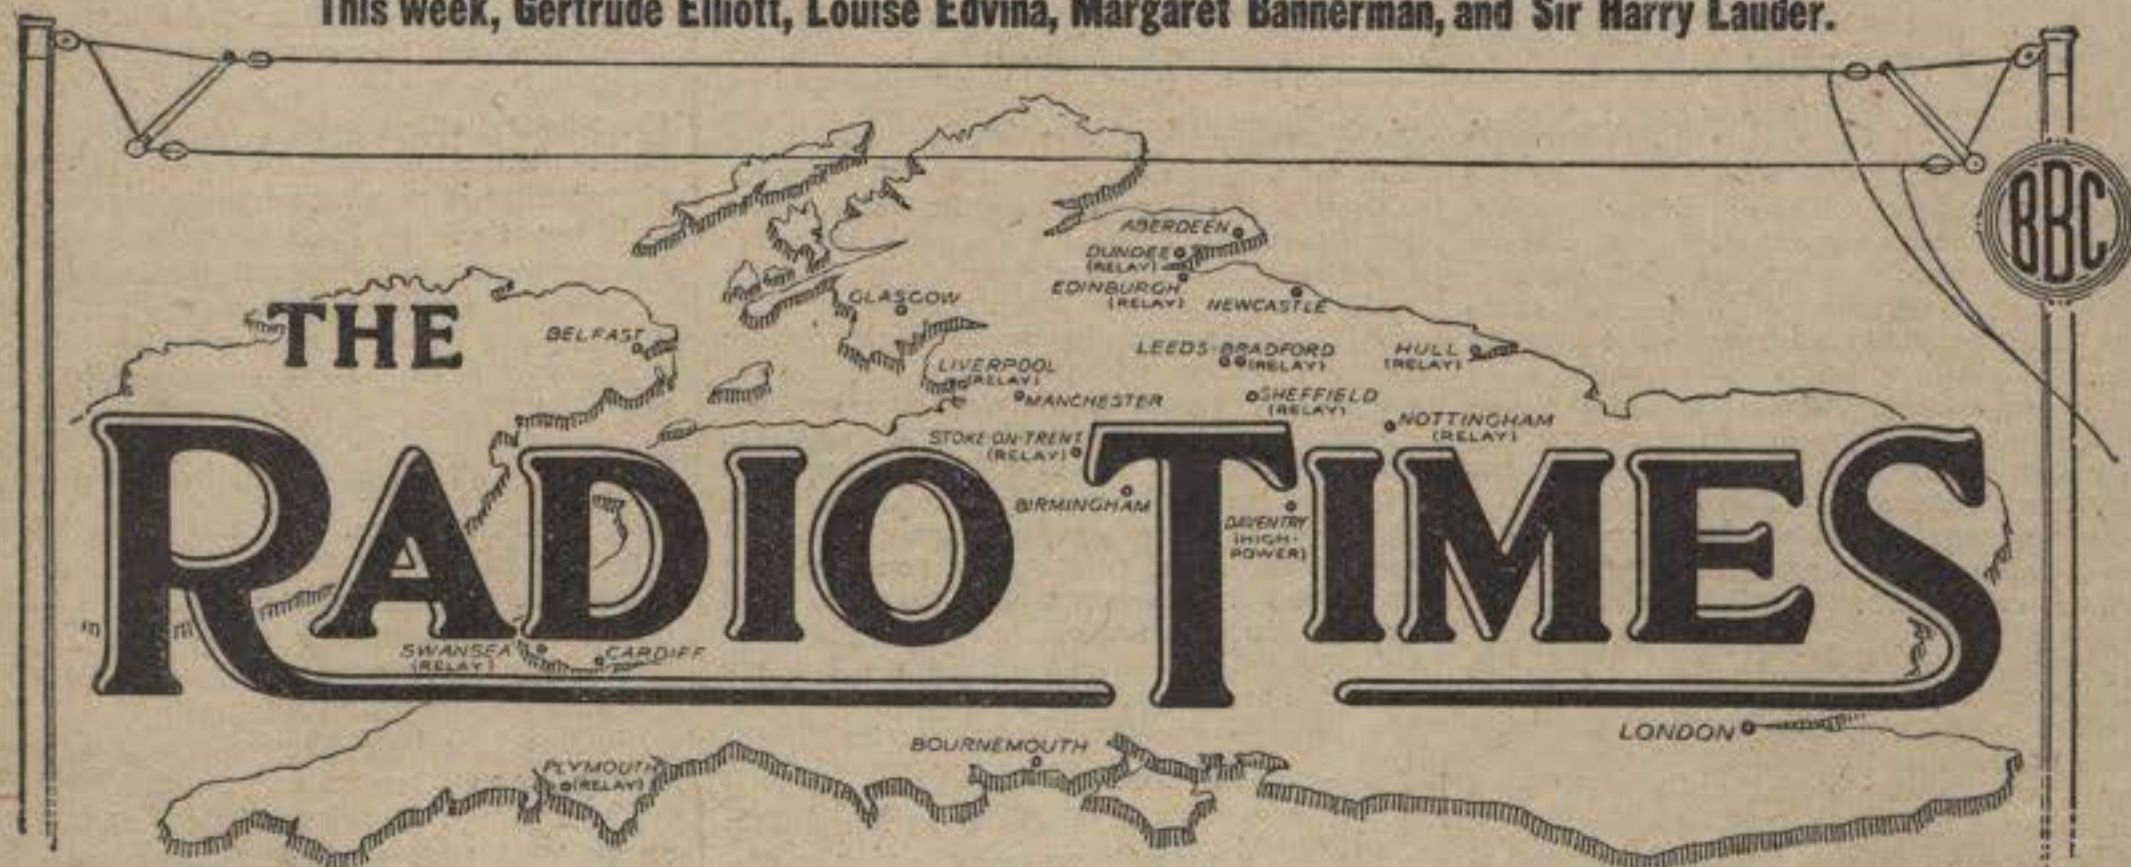 This week, Gertrude Elliott, Louise Edvina, Margaret Bannerman, and Sir Harry Lauder.
BBC
ABERDEEN
DUNDEE
(RELAY)
EDINBURGH
(RELAY)
NEWCASTLE
GLASGOW
THE
BELFAST
LEEDS-BRADFORD
(RELAY)
HULL
(RELAY)
LIVERPOOL
(RELAY)
MANCHESTER
SHEFFIELD
(RELAY)
NOTTINGHAM
(RELAY)
STOKE-ON-TRENT
(RELAY)
RADIO TIMES
BIRMINGHAM
DAVENTRY
(HIGH-
POWER)
SWANSEA
(RELAY)
CARDIFF
LONDON
BOURNEMOUTH
PLYMOUTH
(RELAY)